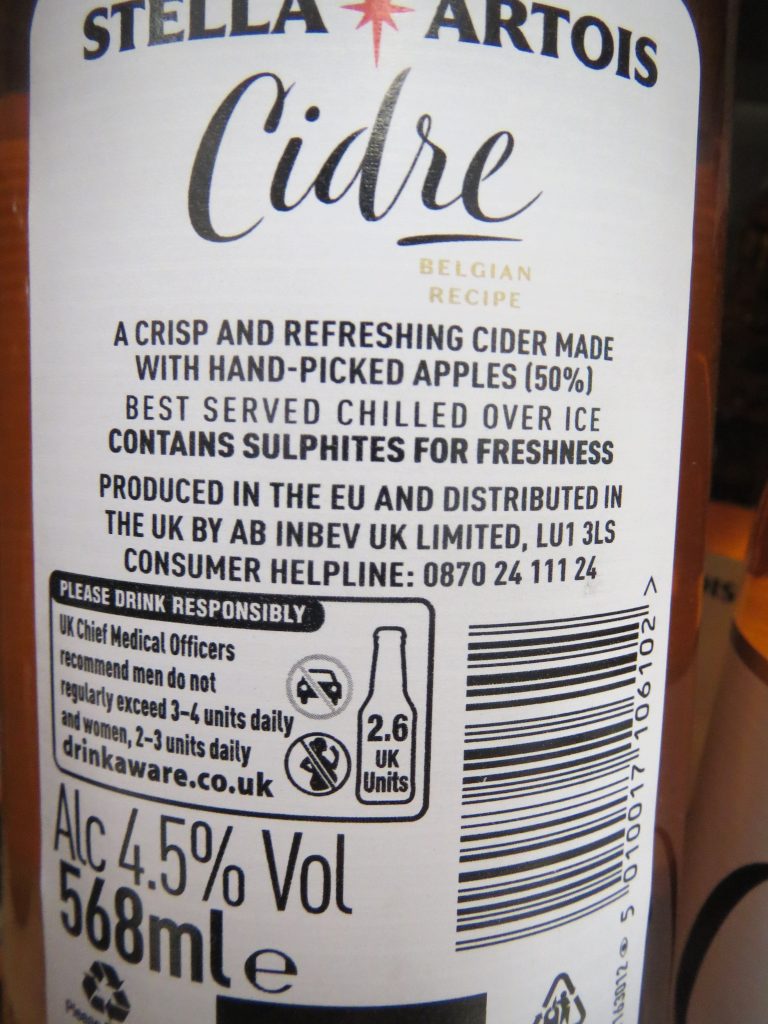 STELLA ARTOIS
Cidre
BELGIAN
RECIPE
A CRISP AND REFRESHING CIDER MADE
WITH HAND-PICKED APPLES (50%)
BEST SERVED CHILLED OVER ICE
CONTAINS SULPHITES FOR FRESHNESS
PRODUCED IN THE EU AND DISTRIBUTED IN
THE UK BY AB INBEV UK LIMITED, LU1 3LS
CONSUMER HELPLINE: 0870 24 111 24
PLEASE DRINK RESPONSIBLY
UK Chief Medical Officers
recommend men do not
regularly exceed 3-4 units daily
and women, 2-3 units daily
drinkaware.co.uk
2.6
UK
Units
Alc 4.5% Vol
568ml e
5 010017 106102 >